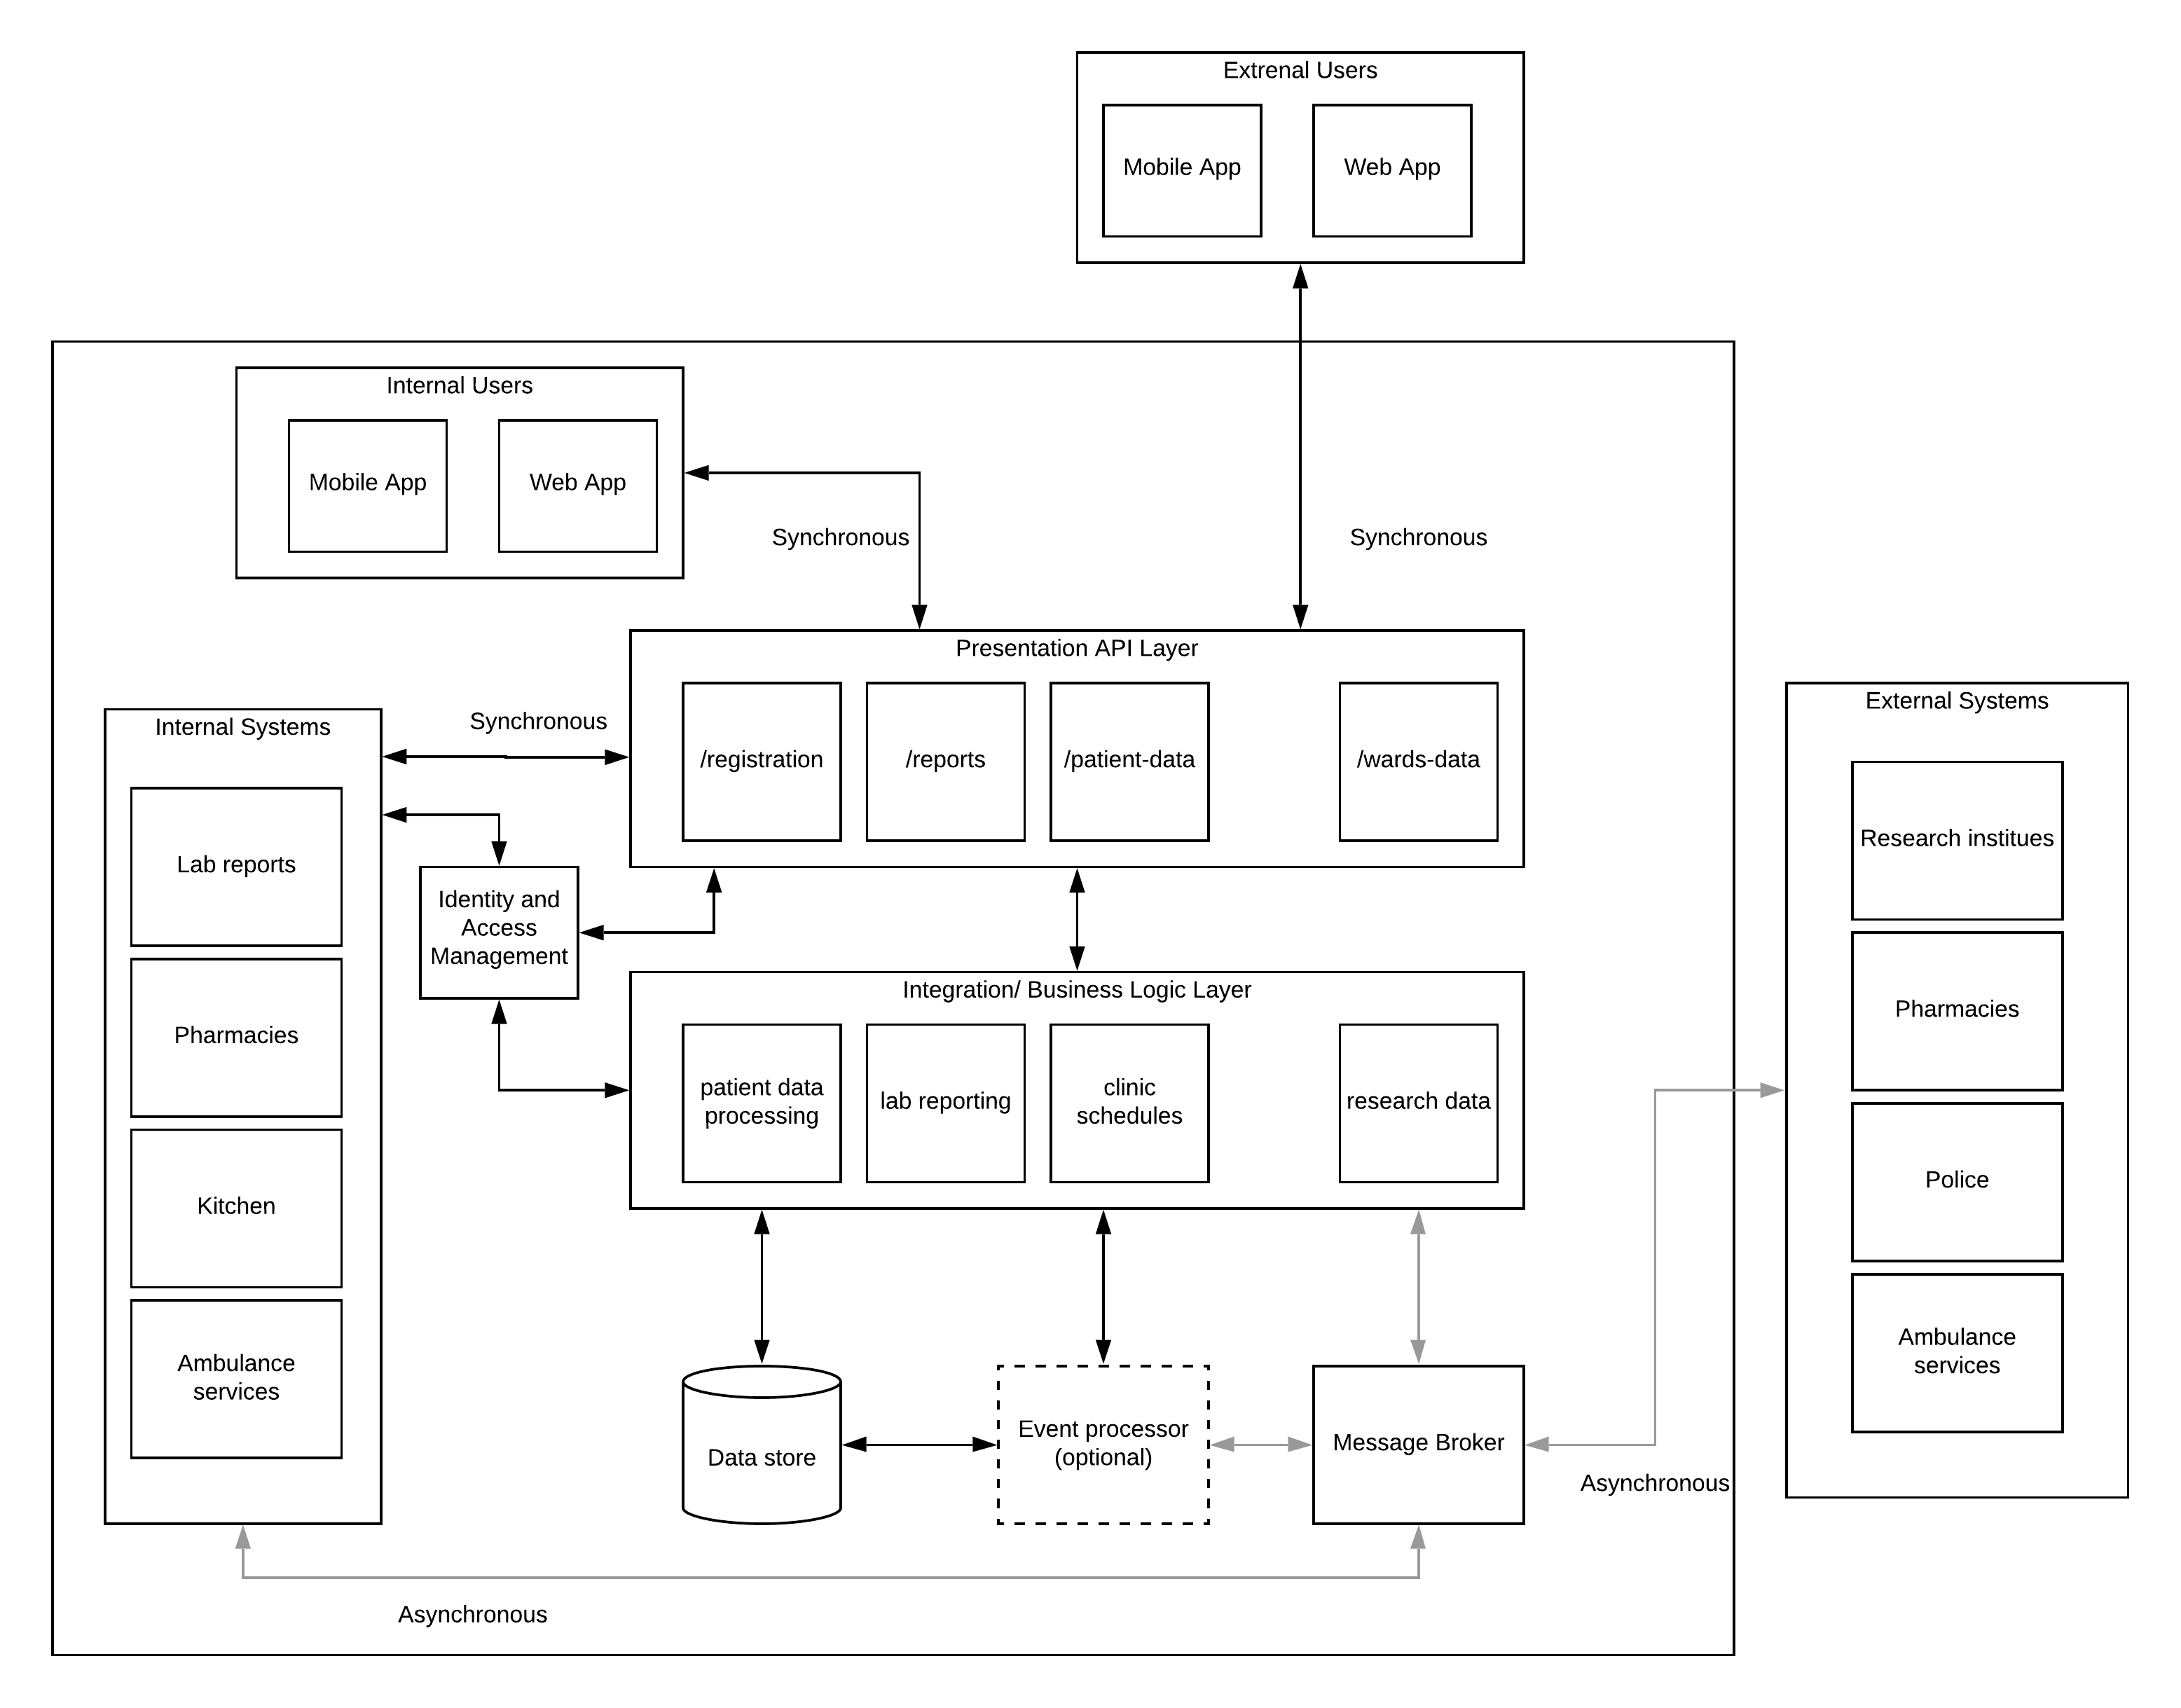 Extrenal Users
Mobile App
Web App
Internal Users
Mobile App
Web App
Synchronous
Synchronous
Presentation API Layer
/registration
/reports
/patient-data
/wards-data
Synchronous
Internal Systems
Lab reports
Pharmacies
Kitchen
Ambulance
services
Identity and
Access
Management
Integration/ Business Logic Layer
patient data
processing
lab reporting
clinic
schedules
research data
Data store
Event processor
(optional)
Message Broker
Asynchronous
Asynchronous
External Systems
Research institues
Pharmacies
Police
Ambulance
services